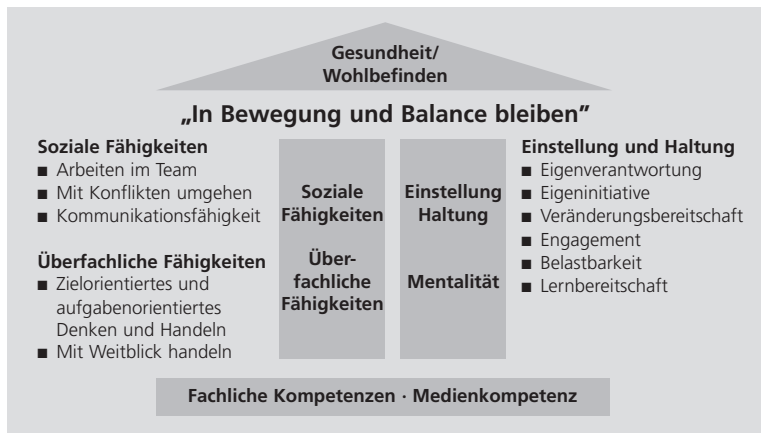 Gesundheit/
Wohlbefinden
„In Bewegung und Balance bleiben”
Soziale Fähigkeiten
■ Arbeiten im Team
■ Mit Konflikten umgehen
■ Kommunikationsfähigkeit
Überfachliche Fähigkeiten
■ Zielorientiertes und
aufgabenorientiertes
Denken und Handeln
■ Mit Weitblick handeln
Soziale
Fähigkeiten
Über-
fachliche
Fähigkeiten
Einstellung
Haltung
Mentalität
Einstellung und Haltung
■ Eigenverantwortung
■ Eigeninitiative
■ Veränderungsbereitschaft
■ Engagement
■ Belastbarkeit
■ Lernbereitschaft
Fachliche Kompetenzen · Medienkompetenz